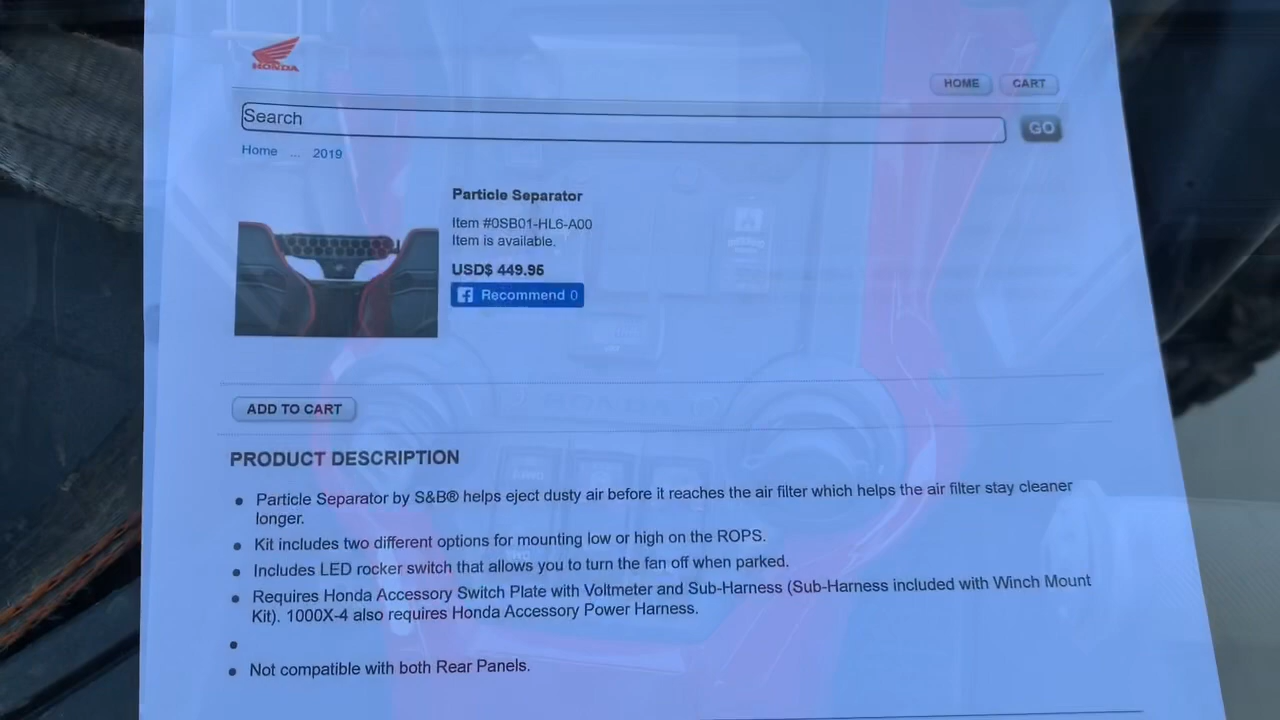 HONDA
HOME CART
Search GO
Home ... 2019
Particle Separator
Item #0SB01-HL6-A00
Item is available.
USD$ 449.95
Recommend 0
ADD TO CART
PRODUCT DESCRIPTION
Particle Separator by S&B® helps eject dusty air before it reaches the air filter which helps the air filter stay cleaner
longer.
Kit includes two different options for mounting low or high on the ROPS.
Includes LED rocker switch that allows you to turn the fan off when parked.
Requires Honda Accessory Switch Plate with Voltmeter and Sub-Harness (Sub-Harness included with Winch Mount
Kit). 1000X-4 also requires Honda Accessory Power Harness.
Not compatible with both Rear Panels.
HONDA